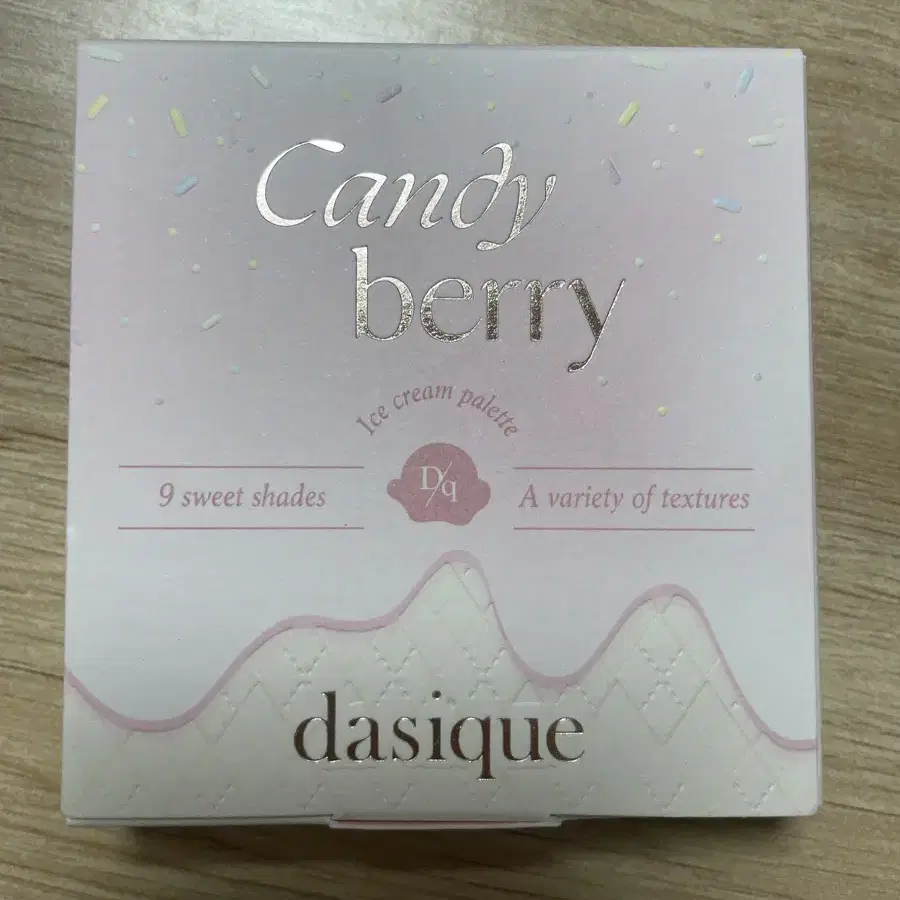 Candy
berry
Ice cream palette
D/q
9 sweet shades
A variety of textures
dasique